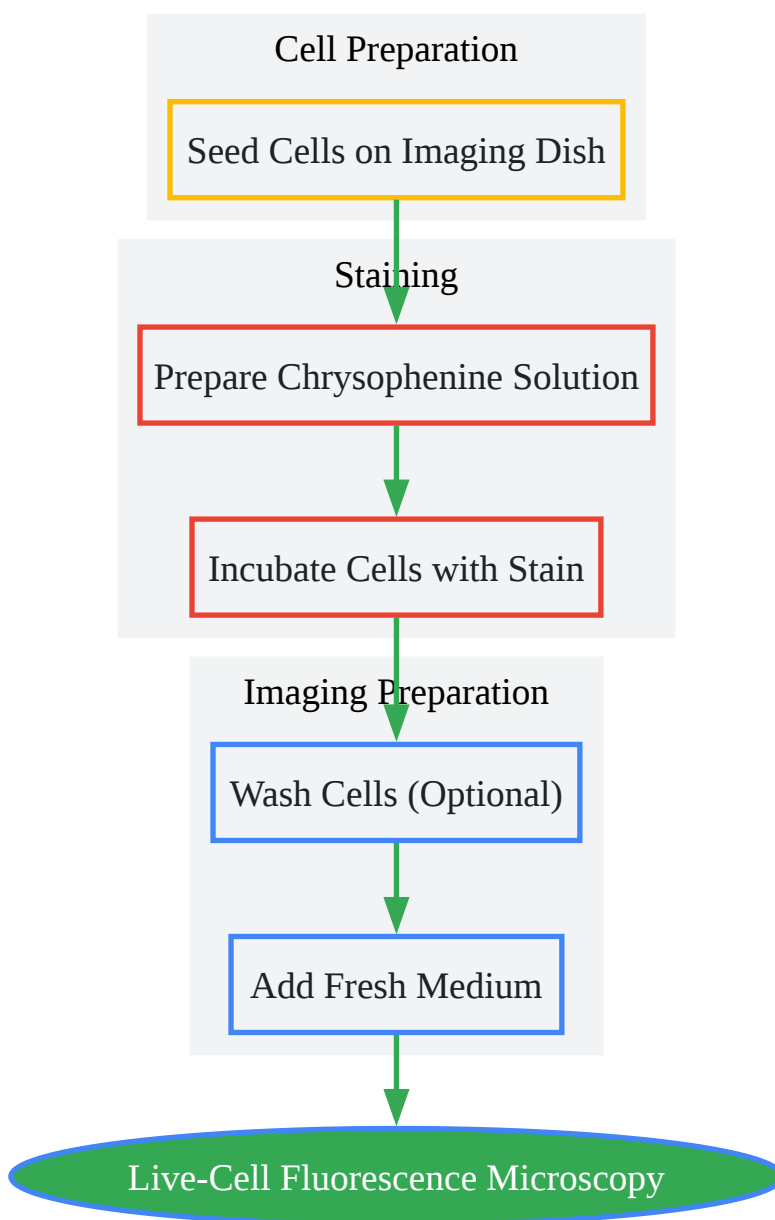 Cell Preparation
Seed Cells on Imaging Dish
Staining
Prepare Chrysophenine Solution
Incubate Cells with Stain
Imaging Preparation
Wash Cells (Optional)
Add Fresh Medium
Live-Cell Fluorescence Microscopy